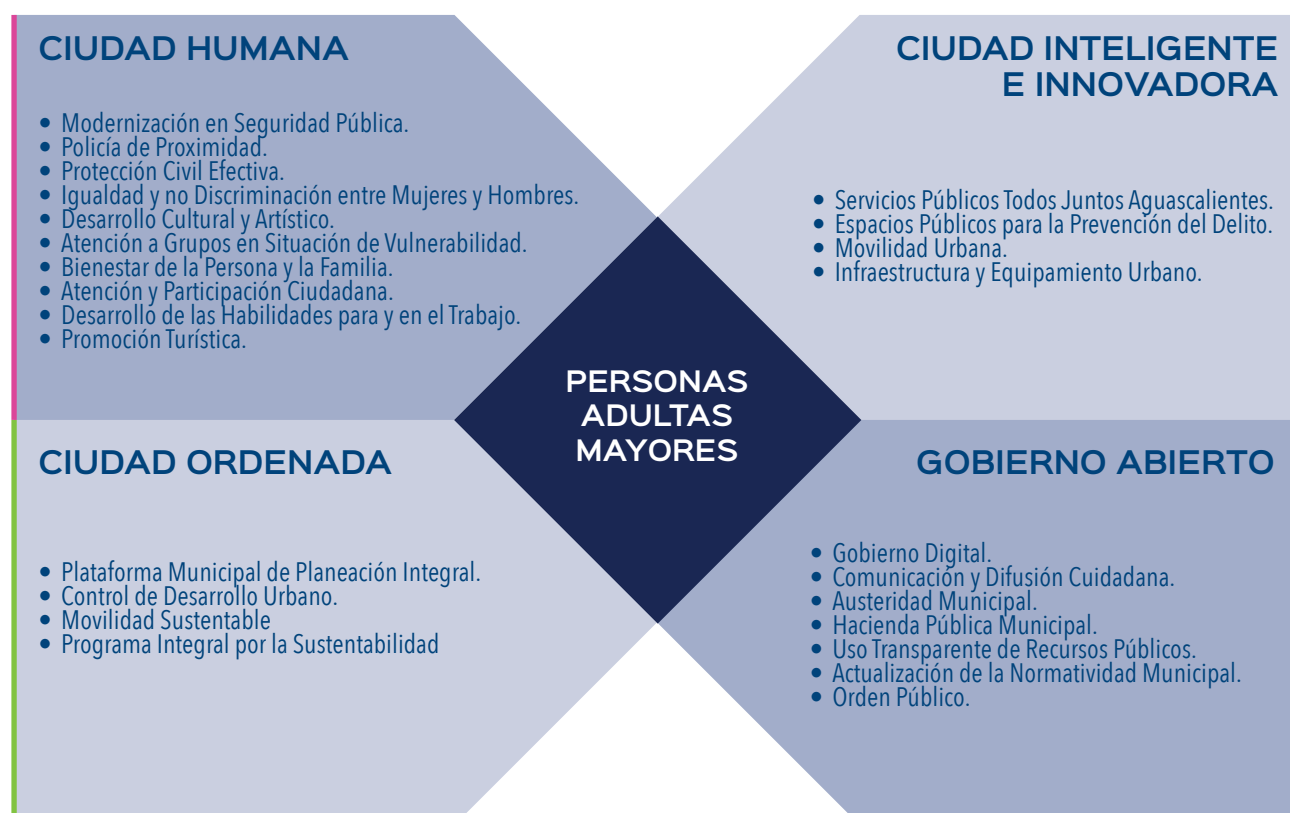 CIUDAD HUMANA
• Modernización en Seguridad Pública.
• Policía de Proximidad.
• Protección Civil Efectiva.
• Igualdad y no Discriminación entre Mujeres y Hombres.
• Desarrollo Cultural y Artístico.
• Atención a Grupos en Situación de Vulnerabilidad.
• Bienestar de la Persona y la Familia.
• Atención y Participación Ciudadana.
• Desarrollo de las Habilidades para y en el Trabajo.
• Promoción Turística.
CIUDAD INTELIGENTE
E INNOVADORA
• Servicios Públicos Todos Juntos Aguascalientes.
• Espacios Públicos para la Prevención del Delito.
• Movilidad Urbana.
• Infraestructura y Equipamiento Urbano.
PERSONAS
ADULTAS
MAYORES
CIUDAD ORDENADA
• Plataforma Municipal de Planeación Integral.
• Control de Desarrollo Urbano.
• Movilidad Sustentable
• Programa Integral por la Sustentabilidad
GOBIERNO ABIERTO
• Gobierno Digital.
• Comunicación y Difusión Cuidadana.
• Austeridad Municipal.
• Hacienda Pública Municipal.
• Uso Transparente de Recursos Públicos.
• Actualización de la Normatividad Municipal.
• Orden Público.